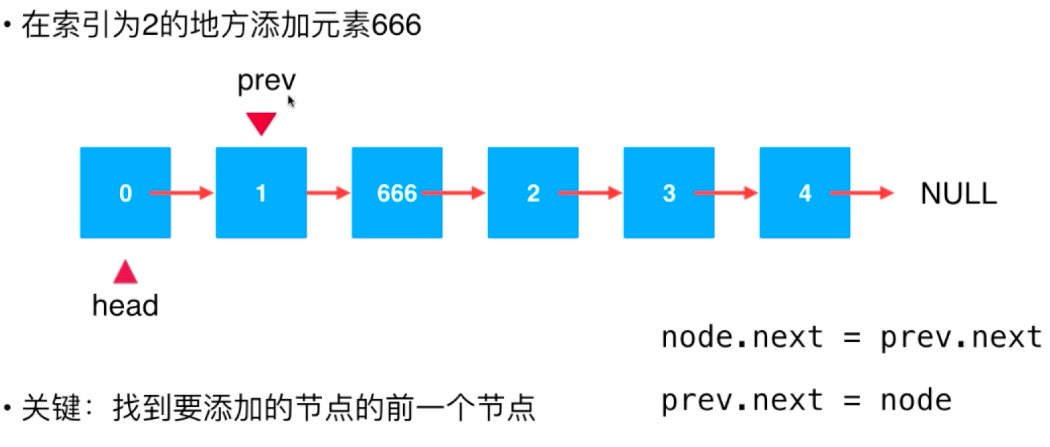 • 在索引为2的地方添加元素666
prev
0 1 666 2 3 4 NULL
head
node.next = prev.next
• 关键：找到要添加的节点的前一个节点
prev.next = node